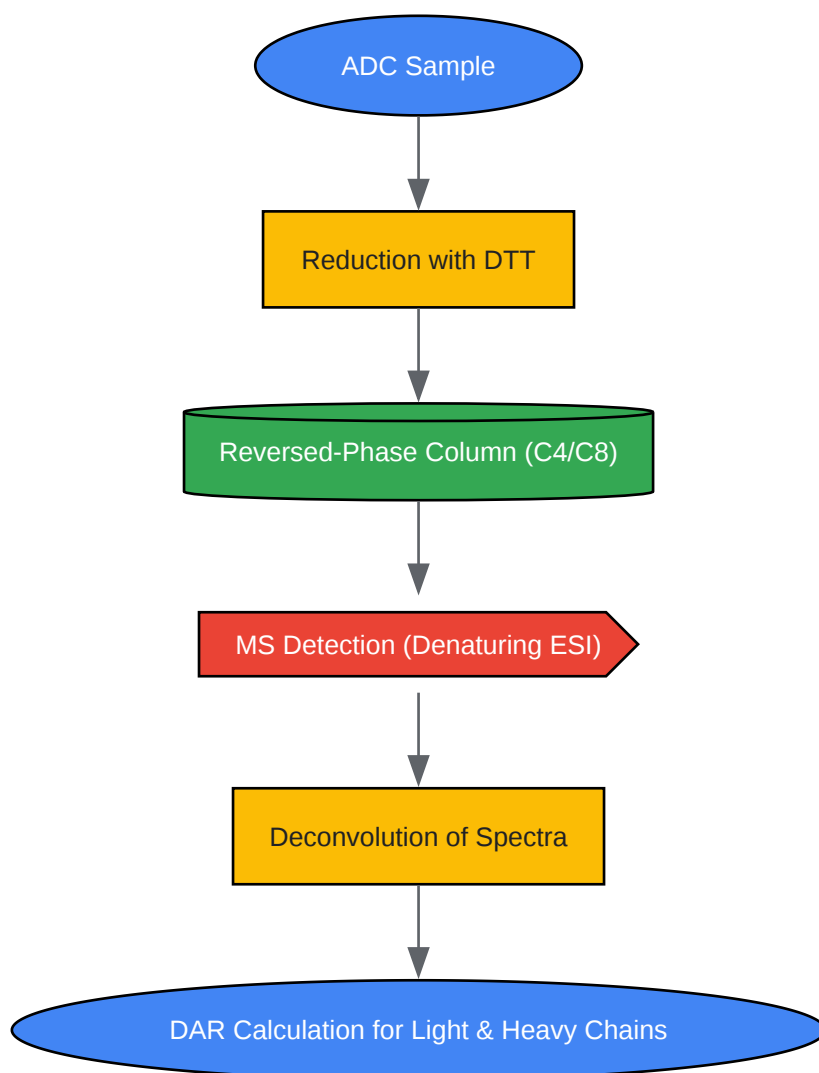 ADC Sample
Reduction with DTT
Reversed-Phase Column (C4/C8)
MS Detection (Denaturing ESI)
Deconvolution of Spectra
DAR Calculation for Light & Heavy Chains